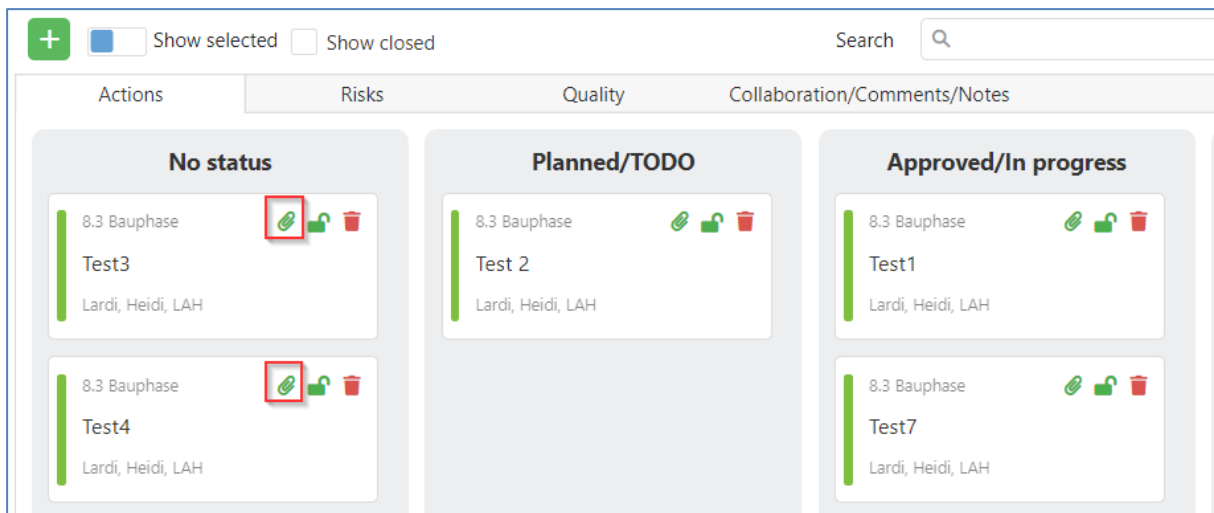 Show selected Show closed Search
Actions Risks Quality Collaboration/Comments/Notes
No status Planned/TODO Approved/In progress
8.3 Bauphase 8.3 Bauphase 8.3 Bauphase
Test3 Test 2 Test1
Lardi, Heidi, LAH Lardi, Heidi, LAH Lardi, Heidi, LAH
8.3 Bauphase 8.3 Bauphase
Test4 Test7
Lardi, Heidi, LAH Lardi, Heidi, LAH